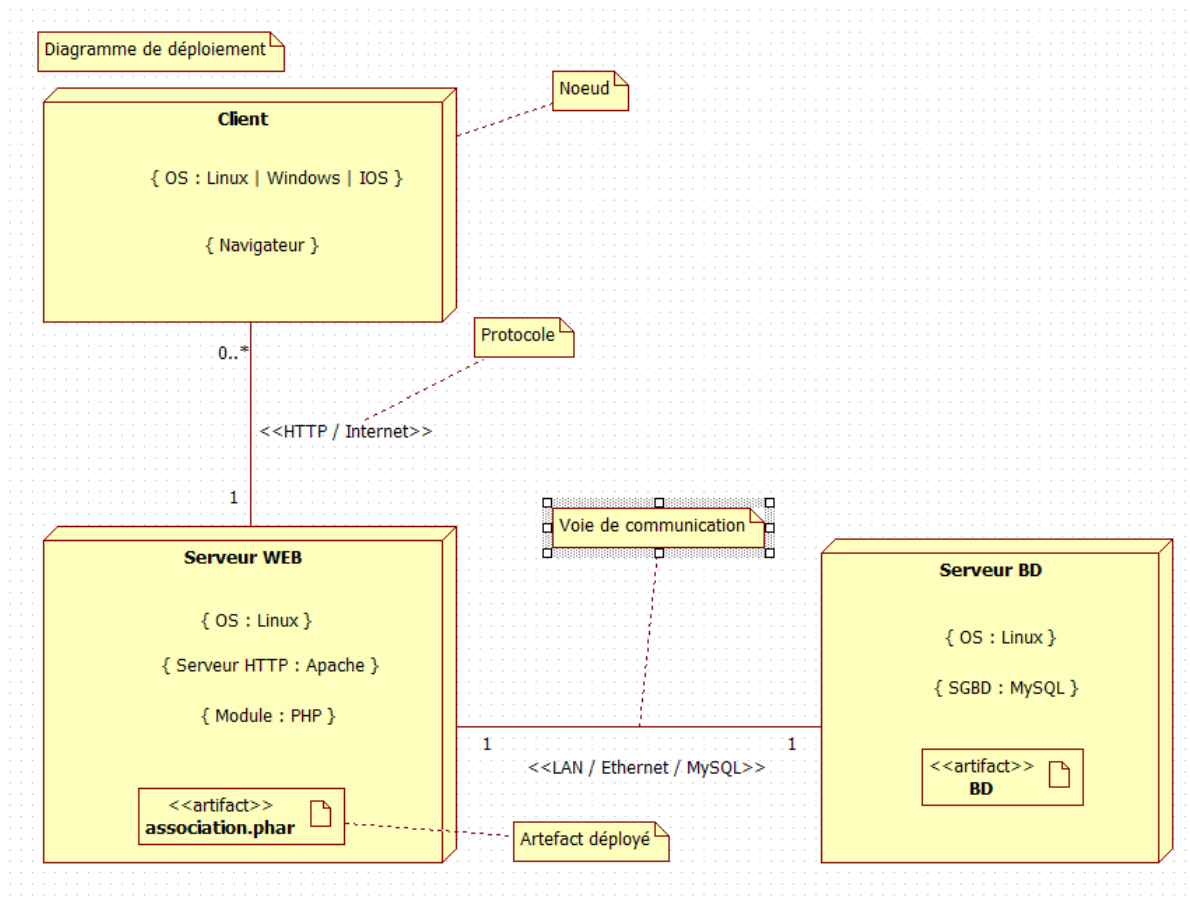 Diagramme de déploiement
Noeud
Client
{ OS : Linux | Windows | IOS }
{ Navigateur }
0..*
Protocole
<<HTTP / Internet>>
1
Voie de communication
Serveur WEB
{ OS : Linux }
{ Serveur HTTP : Apache }
{ Module : PHP }
<<artifact>>
association.phar
Artefact déployé
1
1
<<LAN / Ethernet / MySQL>>
Serveur BD
{ OS : Linux }
{ SGBD : MySQL }
<<artifact>>
BD